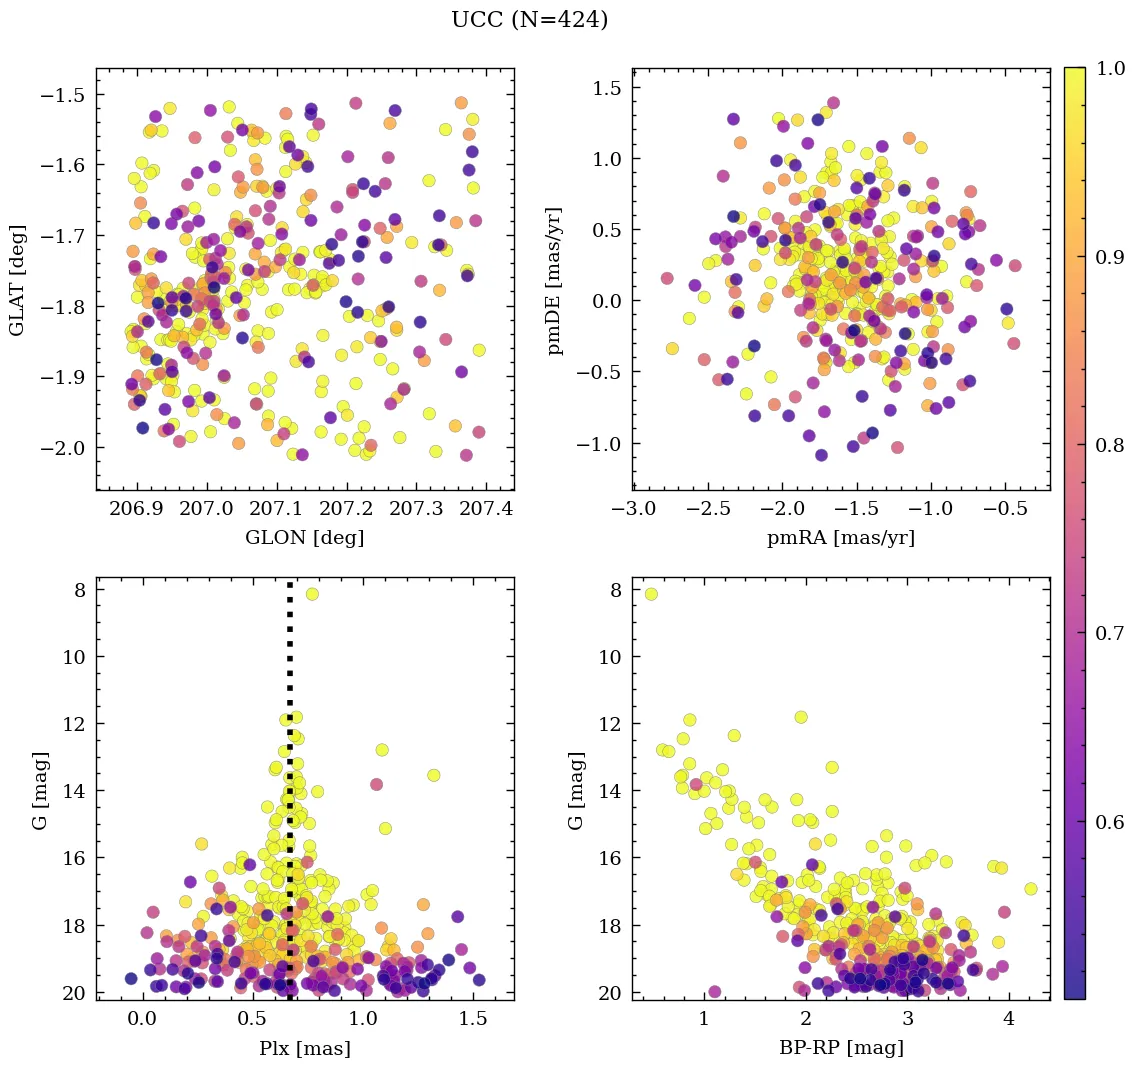 UCC (N=424)
−1.5
−1.6
−1.7
−1.8
−1.9
−2.0
GLAT [deg]
206.9 207.0 207.1 207.2 207.3 207.4
GLON [deg]
1.5
1.0
0.5
0.0
−0.5
−1.0
pmDE [mas/yr]
−3.0 −2.5 −2.0 −1.5 −1.0 −0.5
pmRA [mas/yr]
8
10
12
14
16
18
20
G [mag]
0.0 0.5 1.0 1.5
Plx [mas]
8
10
12
14
16
18
20
G [mag]
1 2 3 4
BP-RP [mag]
1.0
0.9
0.8
0.7
0.6